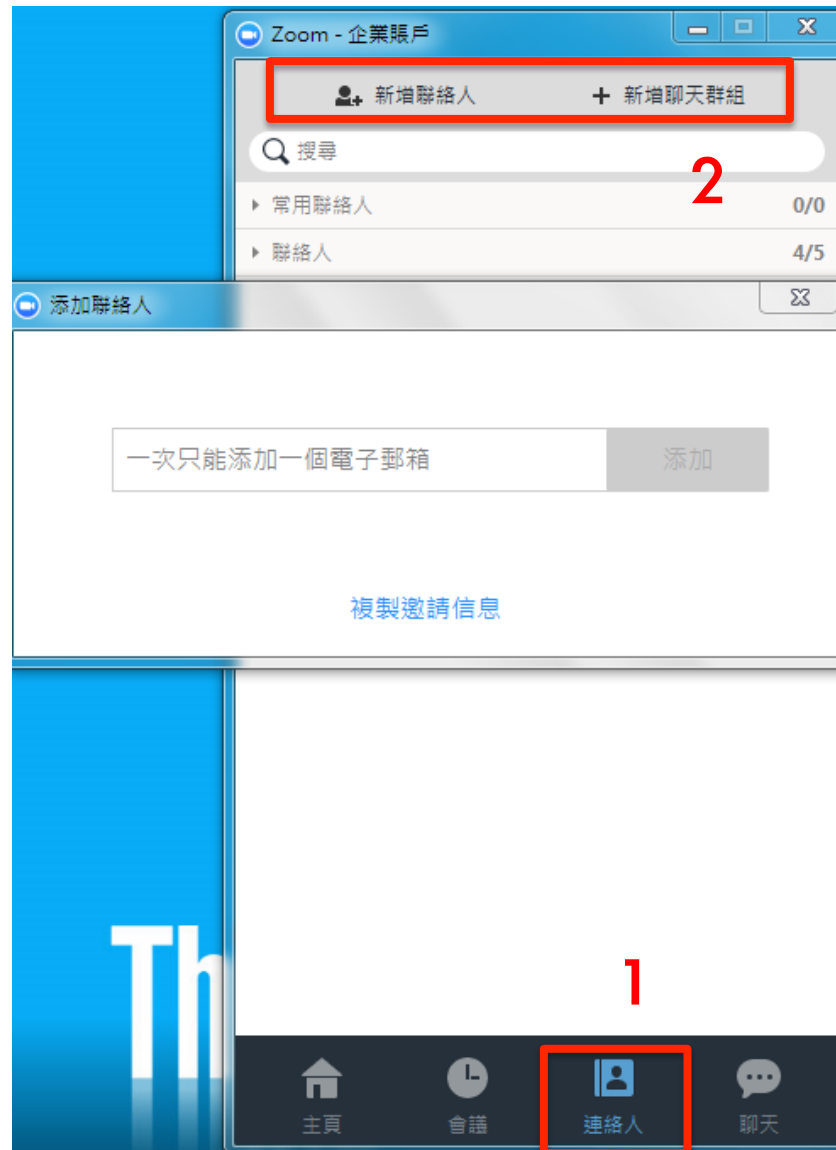 Zoom - 企業賬戶
新增聯絡人
新增聊天群組
搜尋
2
常用聯絡人 0/0
聯絡人 4/5
添加聯絡人
一次只能添加一個電子郵箱 添加
複製邀請信息
Th
1
主頁 會議 連絡人 聊天